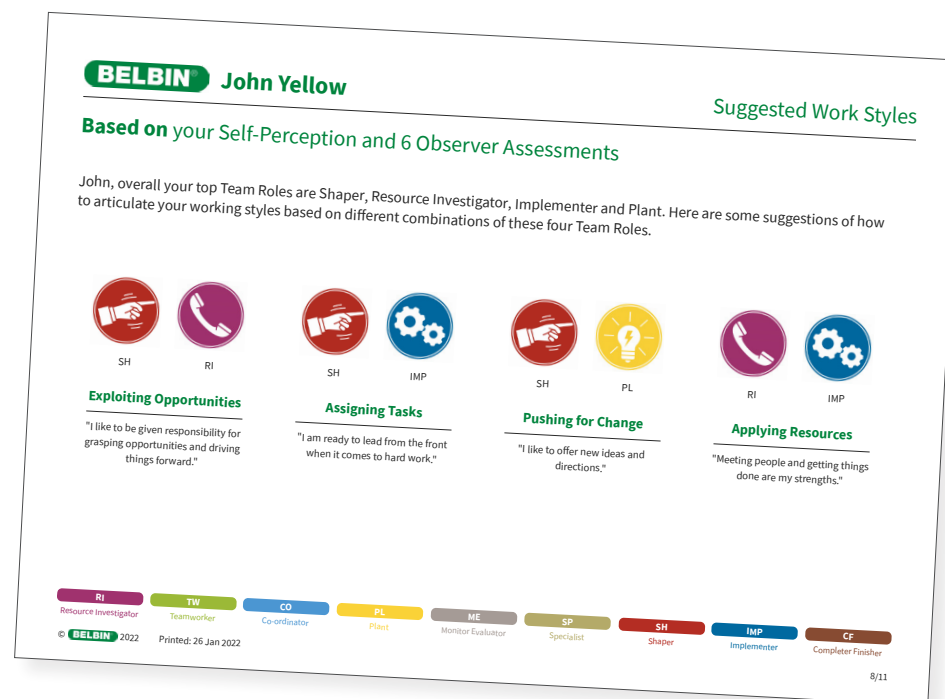 BELBIN® John Yellow
Suggested Work Styles
Based on your Self-Perception and 6 Observer Assessments
John, overall your top Team Roles are Shaper, Resource Investigator, Implementer and Plant. Here are some suggestions of how
to articulate your working styles based on different combinations of these four Team Roles.
SH RI
Exploiting Opportunities
"I like to be given responsibility for
grasping opportunities and driving
things forward."
SH IMP
Assigning Tasks
"I am ready to lead from the front
when it comes to hard work."
SH PL
Pushing for Change
"I like to offer new ideas and
directions."
RI IMP
Applying Resources
"Meeting people and getting things
done are my strengths."
RI TW CO PL ME SP SH IMP CF
Resource Investigator Teamworker Co-ordinator Plant Monitor Evaluator Specialist Shaper Implementer Completer Finisher
© BELBIN 2022 Printed: 26 Jan 2022
8/11